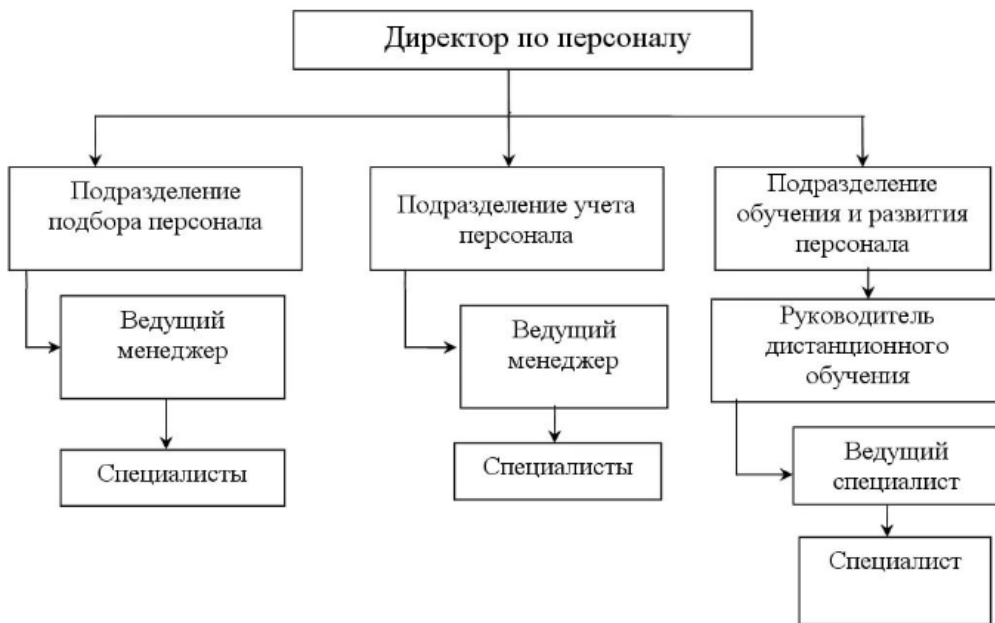 Директор по персоналу
Подразделение
подбора персонала
Подразделение учета
персонала
Подразделение
обучения и развития
персонала
Ведущий
менеджер
Ведущий
менеджер
Руководитель
дистанционного
обучения
Специалисты
Специалисты
Ведущий
специалист
Специалист